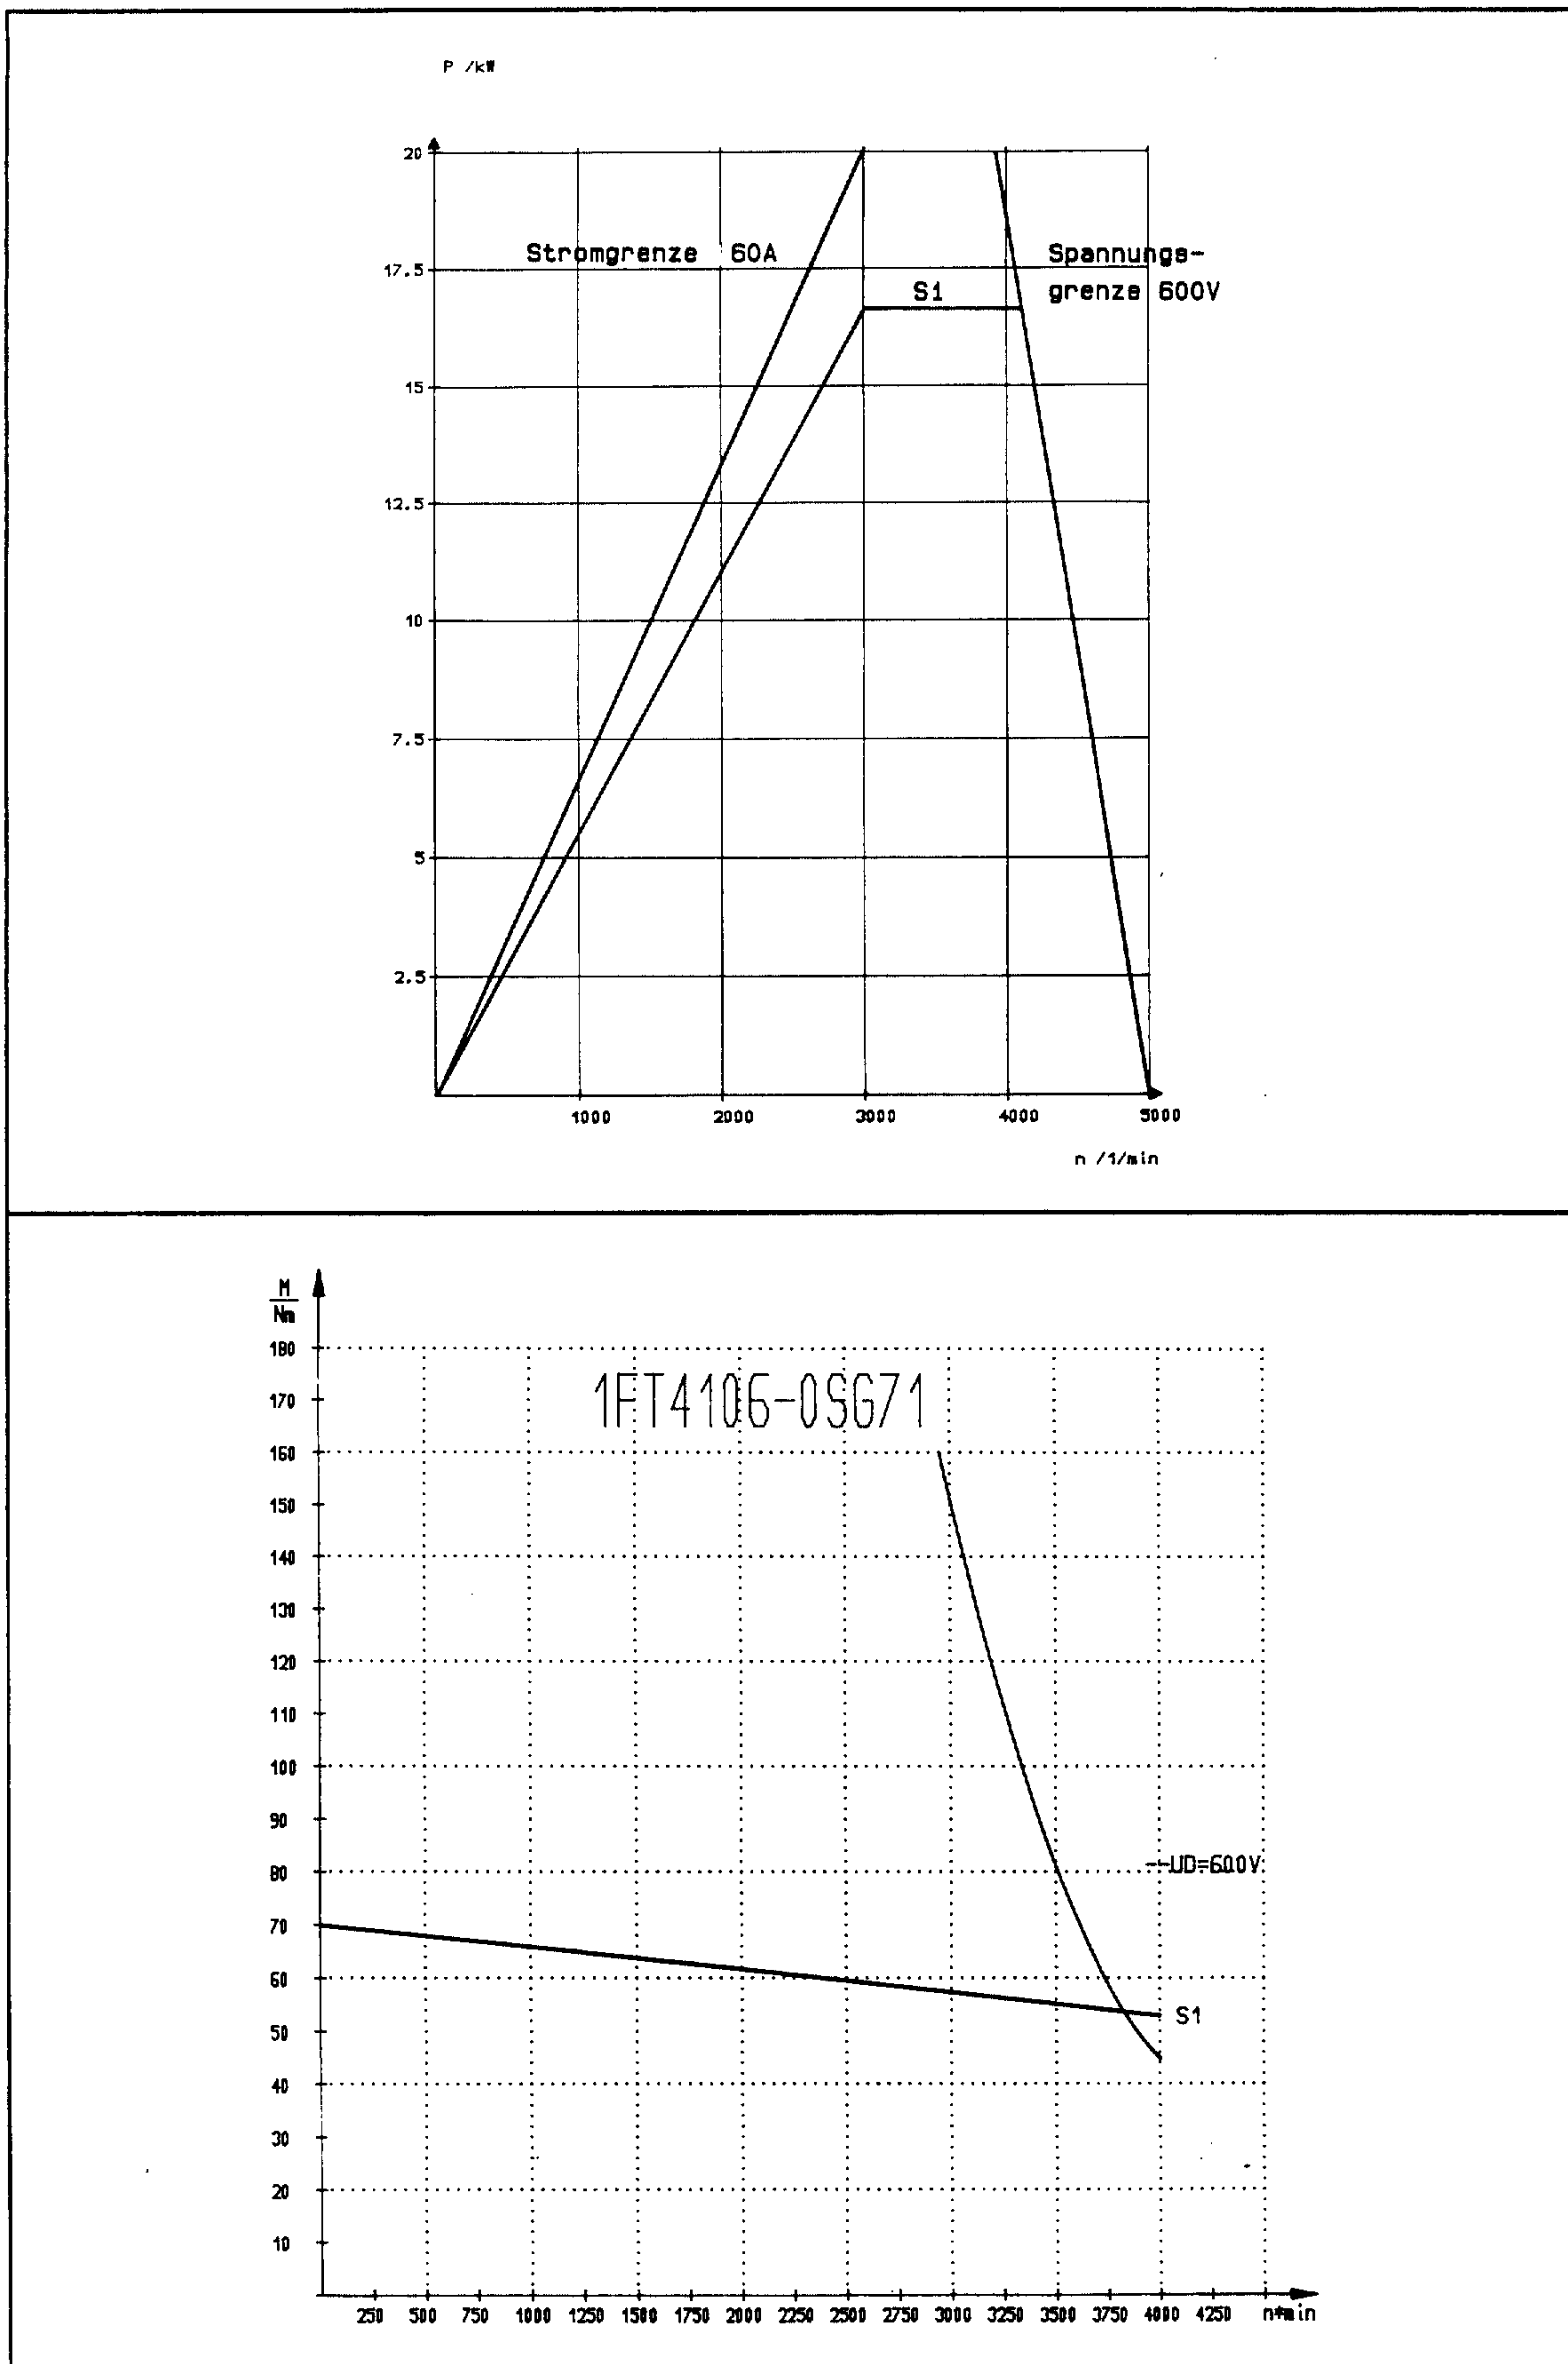 P /kW
20
Stromgrenze 60A
Spannungs-
17.5
S1
grenze 600V
15
12.5
10
7.5
5
2.5
1000 2000 3000 4000 5000
n /1/min
M
Nm
180
1FT4106-0SG71
170
160
150
140
130
120
110
100
90
80
UD=600V
70
60
S1
50
40
30
20
10
250 500 750 1000 1250 1500 1750 2000 2250 2500 2750 3000 3250 3500 3750 4000 4250 n*min